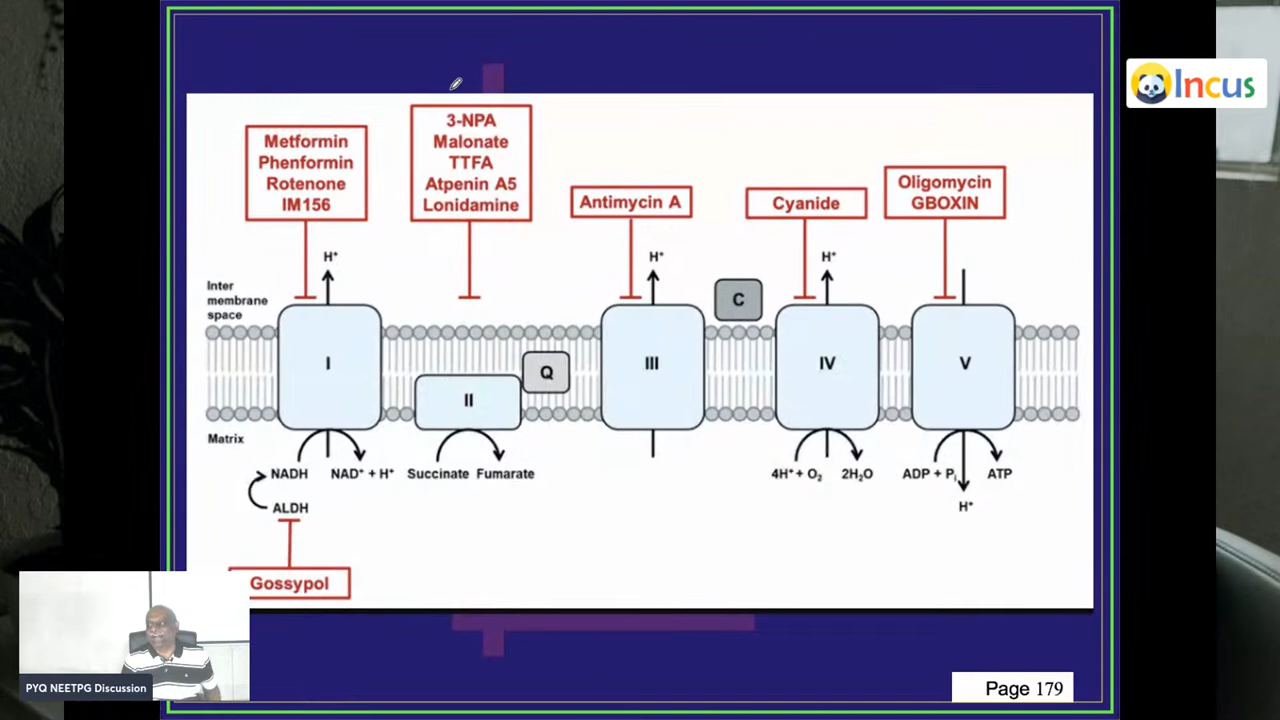 Incus
3-NPA
Malonate
TTFA
Atpenin A5
Lonidamine
Metformin
Phenformin
Rotenone
IM156
Antimycin A
Cyanide
Oligomycin
GBOXIN
H⁺
H⁺
H⁺
Inter
membrane
space
C
I
II
Q
III
IV
V
Matrix
NADH
NAD⁺ + H⁺
Succinate
Fumarate
4H⁺ + O₂
2H₂O
ADP + Pᵢ
ATP
ALDH
H⁺
Gossypol
PYQ NEETPG Discussion
Page 179